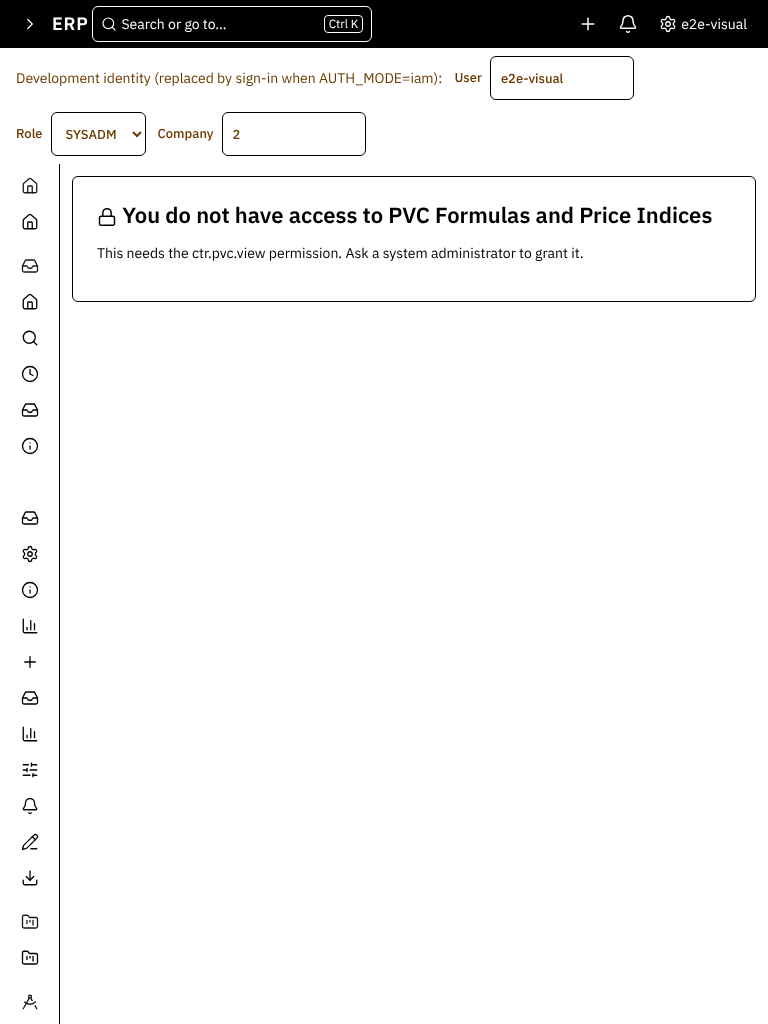 ERP
Search or go to...
Ctrl K
e2e-visual
Development identity (replaced by sign-in when AUTH_MODE=iam):
User
e2e-visual
Role
SYSADM
Company
2
You do not have access to PVC Formulas and Price Indices
This needs the ctr.pvc.view permission. Ask a system administrator to grant it.